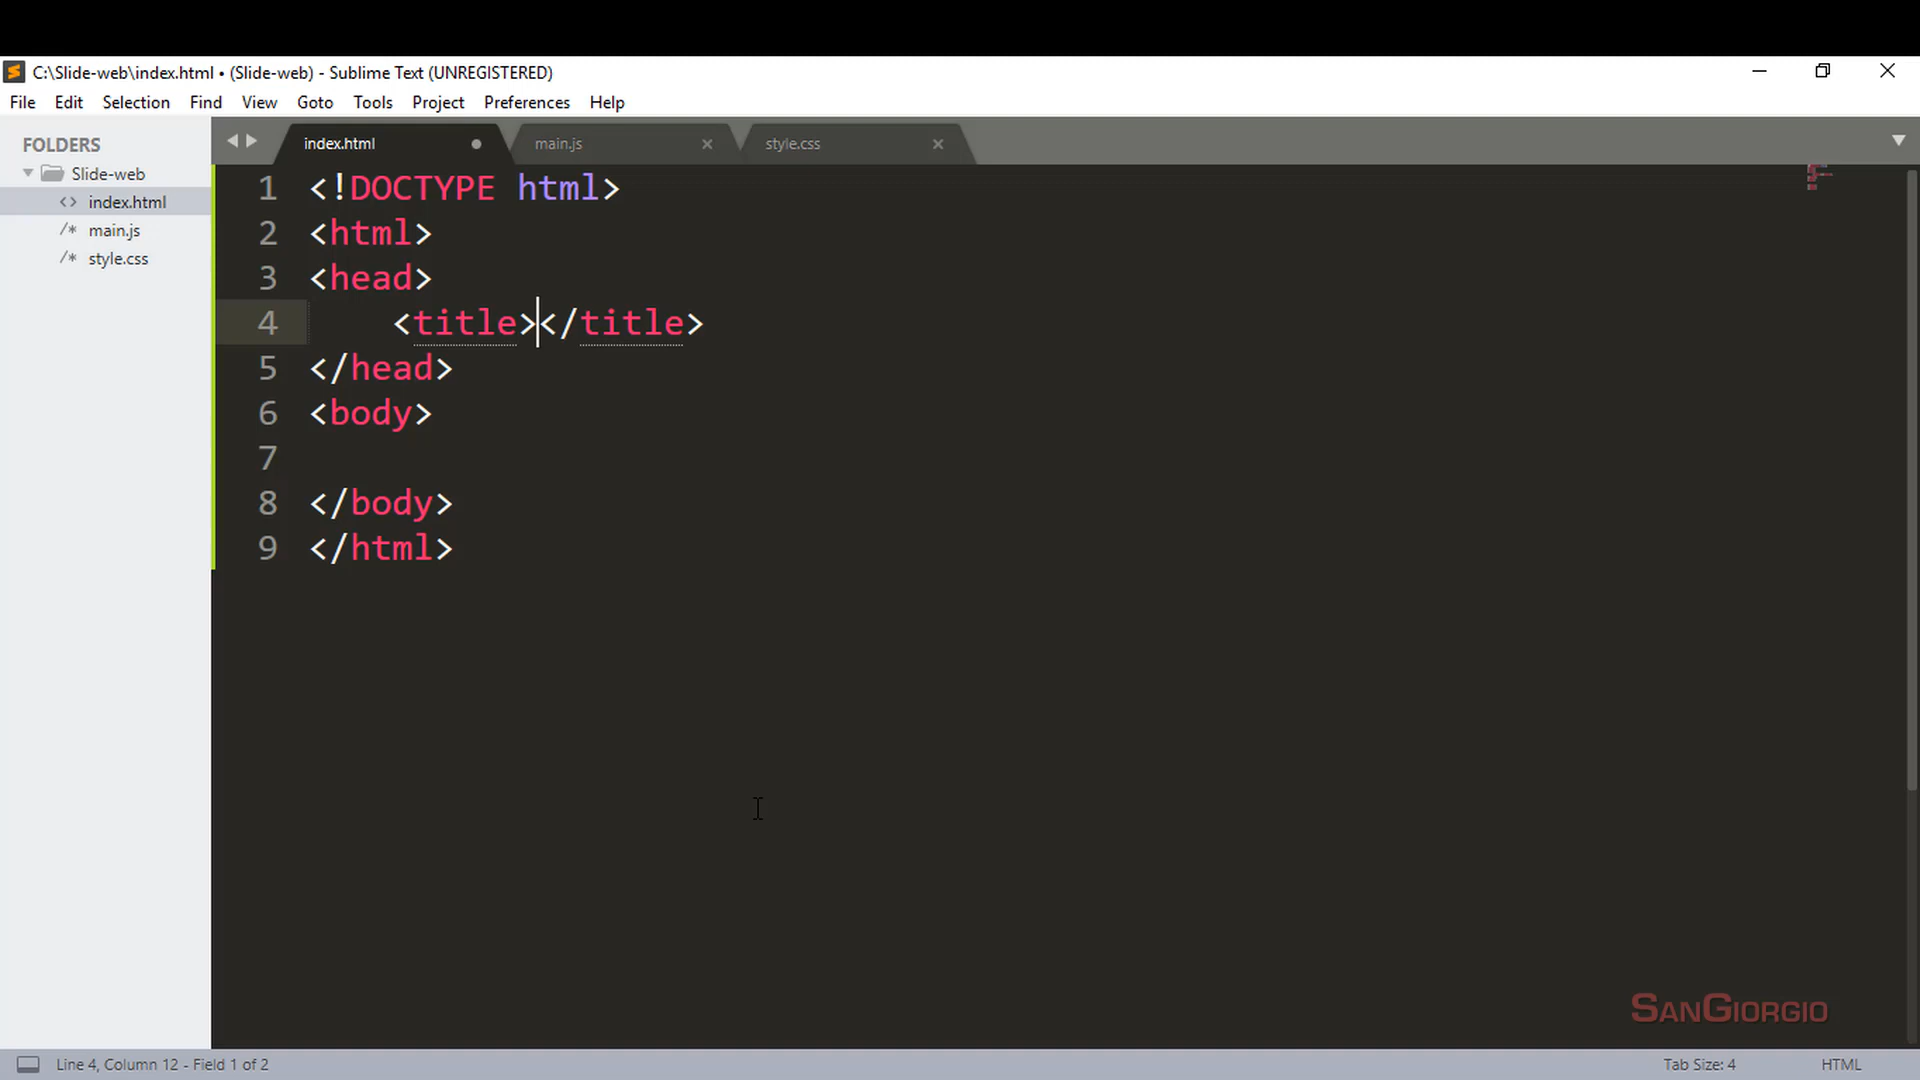 C:\Slide-web\index.html • (Slide-web) - Sublime Text (UNREGISTERED)
File Edit Selection Find View Goto Tools Project Preferences Help
FOLDERS
Slide-web
<> index.html
/* main.js
/* style.css
index.html main.js style.css
1 <!DOCTYPE html>
2 <html>
3 <head>
4 <title></title>
5 </head>
6 <body>
7
8 </body>
9 </html>
SANGIORGIO
Line 4, Column 12 - Field 1 of 2 Tab Size: 4 HTML